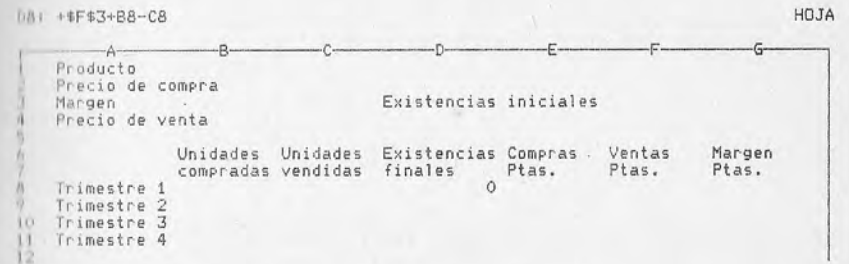 D8: +$F$3+B8-C8 HOJA
A B C D E F G
1 Producto
2 Precio de compra
3 Margen Existencias iniciales
4 Precio de venta
5
6 Unidades Unidades Existencias Compras Ventas Margen
7 compradas vendidas finales Ptas. Ptas. Ptas.
8 Trimestre 1 0
9 Trimestre 2
10 Trimestre 3
11 Trimestre 4
12